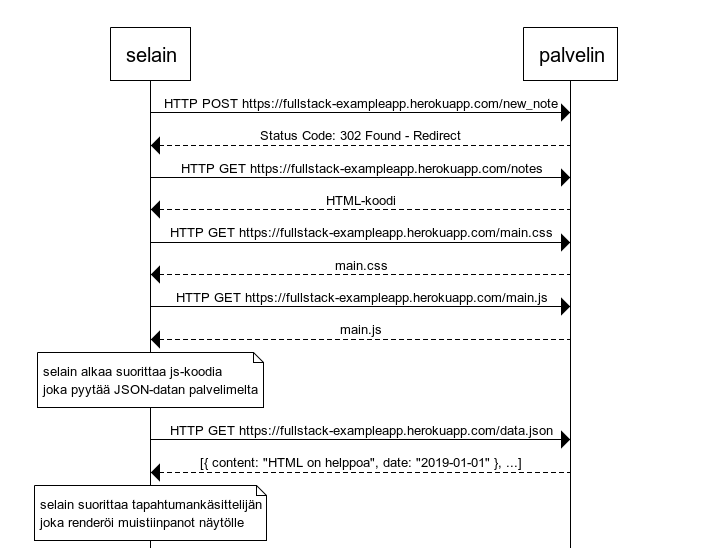 selain
palvelin
HTTP POST https://fullstack-exampleapp.herokuapp.com/new_note
Status Code: 302 Found - Redirect
HTTP GET https://fullstack-exampleapp.herokuapp.com/notes
HTML-koodi
HTTP GET https://fullstack-exampleapp.herokuapp.com/main.css
main.css
HTTP GET https://fullstack-exampleapp.herokuapp.com/main.js
main.js
selain alkaa suorittaa js-koodia
joka pyytää JSON-datan palvelimelta
HTTP GET https://fullstack-exampleapp.herokuapp.com/data.json
[{ content: "HTML on helppoa", date: "2019-01-01" }, ...]
selain suorittaa tapahtumankäsittelijän
joka renderöi muistiinpanot näytölle